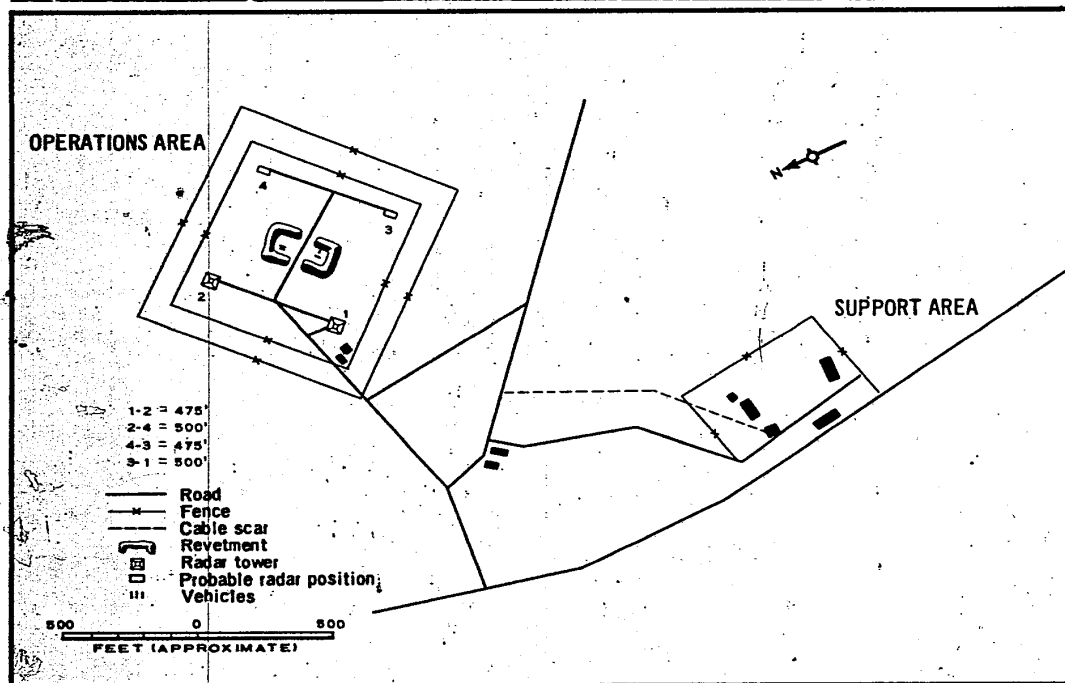 OPERATIONS AREA
4
3
2
1
N
SUPPORT AREA
1-2 = 475'
2-4 = 500'
4-3 = 475'
3-1 = 500'
Road
Fence
Cable scar
Revetment
Radar tower
Probable radar position
Vehicles
500 0 500
FEET (APPROXIMATE)